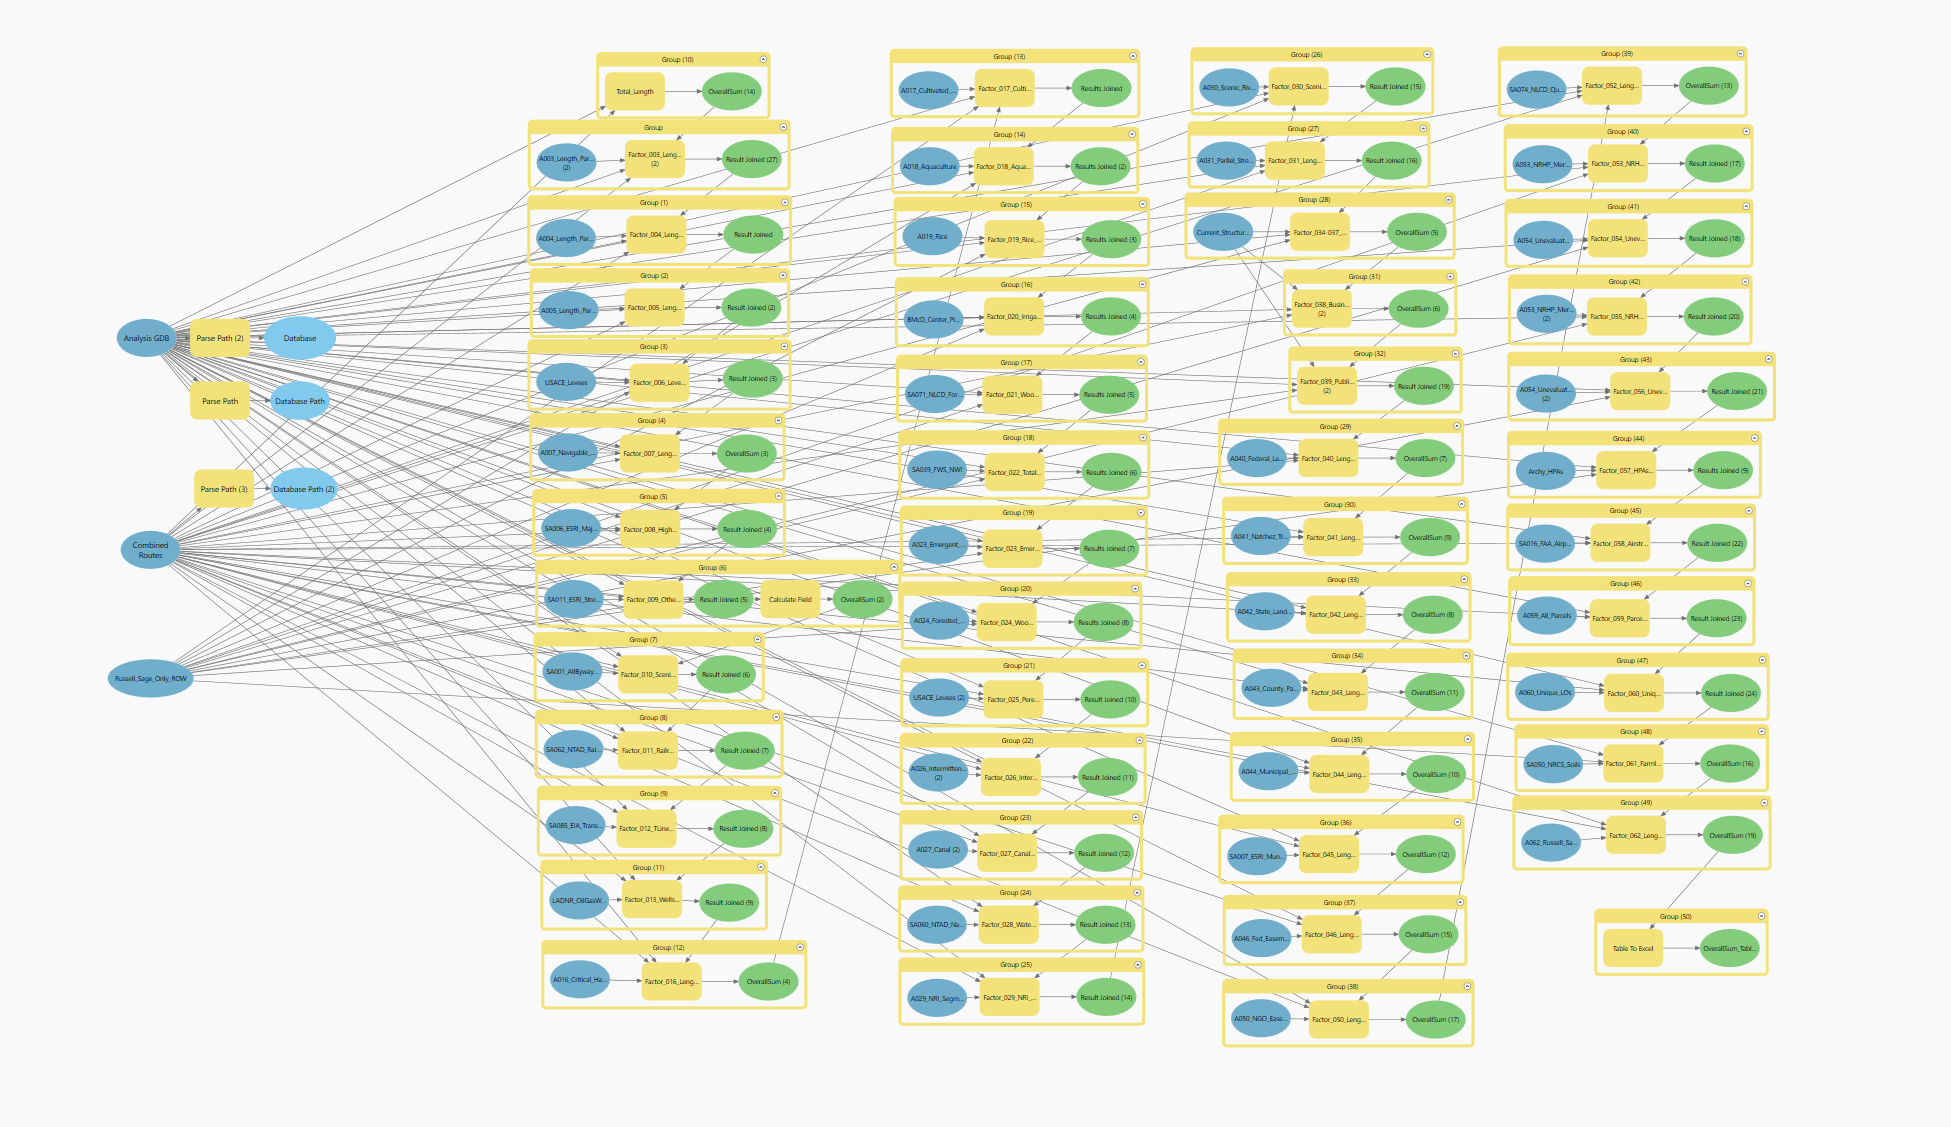 Analysis GDB
Parse Path (2)
Database
Parse Path
Database Path
Parse Path (3)
Database Path (2)
Combined
Routes
Russell_Sage_Only_ROW
Group (10)
Total_Length
OverallSum (14)
Group
A003_Length_Par...
(2)
Factor_003_Leng...
(2)
Result Joined (27)
Group (1)
A004_Length_Par...
Factor_004_Leng...
Result Joined
Group (2)
A005_Length_Par...
Factor_005_Leng...
Result Joined (2)
Group (3)
USACE_Levees
Factor_006_Leve...
Result Joined (3)
Group (4)
A007_Navigable_...
Factor_007_Leng...
OverallSum (3)
Group (5)
SA006_ESRI_Maj...
Factor_008_High...
Result Joined (4)
Group (6)
SA011_ESRI_Stre...
Factor_009_Othe...
Result Joined (5)
Calculate Field
OverallSum (2)
Group (7)
SA001_AllByway...
Factor_010_Sceni...
Result Joined (6)
Group (8)
SA062_NTAD_Rai...
Factor_011_Railr...
Result Joined (7)
Group (9)
SA085_EIA_Trans...
Factor_012_TLine...
Result Joined (8)
Group (11)
LADNR_OilGasW...
Factor_013_Wells...
Result Joined (9)
Group (12)
A016_Critical_Ha...
Factor_016_Leng...
OverallSum (4)
Group (13)
A017_Cultivated_...
Factor_017_Culti...
Results Joined
Group (14)
A018_Aquaculture
Factor_018_Aqua...
Results Joined (2)
Group (15)
A019_Rice
Factor_019_Rice_...
Results Joined (3)
Group (16)
BMcD_Center_Pi...
Factor_020_Irriga...
Results Joined (4)
Group (17)
SA071_NLCD_For...
Factor_021_Woo...
Results Joined (5)
Group (18)
SA039_FWS_NWI
Factor_022_Total...
Results Joined (6)
Group (19)
A023_Emergent_...
Factor_023_Emer...
Results Joined (7)
Group (20)
A024_Forested_...
Factor_024_Woo...
Results Joined (8)
Group (21)
USACE_Levees (2)
Factor_025_Pere...
Result Joined (10)
Group (22)
A026_Intermitten...
(2)
Factor_026_Inter...
Result Joined (11)
Group (23)
A027_Canal (2)
Factor_027_Canal...
Result Joined (12)
Group (24)
SA060_NTAD_Na...
Factor_028_Wate...
Result Joined (13)
Group (25)
A029_NRI_Segm...
Factor_029_NRI_...
Result Joined (14)
Group (26)
A030_Scenic_Riv...
Factor_030_Sceni...
Result Joined (15)
Group (27)
A031_Parllel_Stre...
Factor_031_Leng...
Result Joined (16)
Group (28)
Current_Structur...
Factor_034-037_...
OverallSum (5)
Group (31)
Factor_038_Busin...
(2)
OverallSum (6)
Group (32)
Factor_039_Publi...
(2)
Result Joined (19)
Group (29)
A040_Federal_La...
Factor_040_Leng...
OverallSum (7)
Group (30)
A041_Natchez_Tr...
Factor_041_Leng...
OverallSum (9)
Group (33)
A042_State_Land...
Factor_042_Leng...
OverallSum (8)
Group (34)
A043_County_Pa...
Factor_043_Leng...
OverallSum (11)
Group (35)
A044_Municipal_...
Factor_044_Leng...
OverallSum (10)
Group (36)
SA007_ESRI_Mun...
Factor_045_Leng...
OverallSum (12)
Group (37)
A046_Fed_Easem...
Factor_046_Leng...
OverallSum (15)
Group (38)
A050_NGO_Ease...
Factor_050_Leng...
OverallSum (17)
Group (39)
SA074_NLCD_Qu...
Factor_052_Leng...
OverallSum (13)
Group (40)
A053_NRHP_Mer...
Factor_053_NRH...
Result Joined (17)
Group (41)
A054_Unevaluat...
Factor_054_Unev...
Result Joined (18)
Group (42)
A053_NRHP_Mer...
(2)
Factor_055_NRH...
Result Joined (20)
Group (43)
A054_Unevaluat...
(2)
Factor_056_Unev...
Result Joined (21)
Group (44)
Archy_HPAs
Factor_057_HPAs...
Results Joined (9)
Group (45)
SA016_FAA_Airp...
Factor_058_Airstr...
Result Joined (22)
Group (46)
A059_All_Parcels
Factor_059_Parce...
Result Joined (23)
Group (47)
A060_Unique_LOs
Factor_060_Uniq...
Result Joined (24)
Group (48)
SA050_NRCS_Soils
Factor_061_Farml...
OverallSum (16)
Group (49)
A062_Russell_Sa...
Factor_062_Leng...
OverallSum (19)
Group (50)
Table To Excel
OverallSum_Tabl...